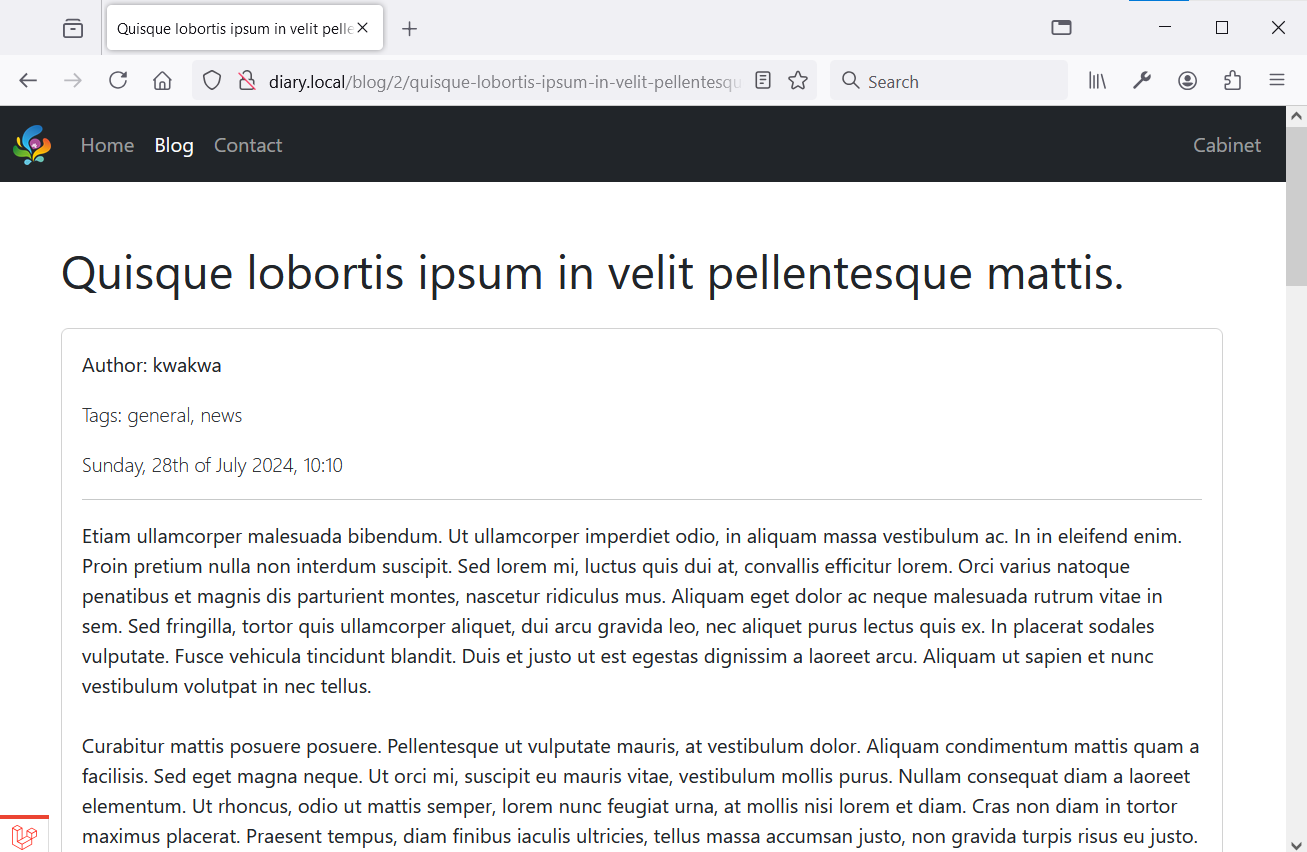 Quisque lobortis ipsum in velit pelle
diary.local/blog/2/quisque-lobortis-ipsum-in-velit-pellentesqu
Search
Home Blog Contact Cabinet
Quisque lobortis ipsum in velit pellentesque mattis.
Author: kwakwa
Tags: general, news
Sunday, 28th of July 2024, 10:10
Etiam ullamcorper malesuada bibendum. Ut ullamcorper imperdiet odio, in aliquam massa vestibulum ac. In in eleifend enim.
Proin pretium nulla non interdum suscipit. Sed lorem mi, luctus quis dui at, convallis efficitur lorem. Orci varius natoque
penatibus et magnis dis parturient montes, nascetur ridiculus mus. Aliquam eget dolor ac neque malesuada rutrum vitae in
sem. Sed fringilla, tortor quis ullamcorper aliquet, dui arcu gravida leo, nec aliquet purus lectus quis ex. In placerat sodales
vulputate. Fusce vehicula tincidunt blandit. Duis et justo ut est egestas dignissim a laoreet arcu. Aliquam ut sapien et nunc
vestibulum volutpat in nec tellus.
Curabitur mattis posuere posuere. Pellentesque ut vulputate mauris, at vestibulum dolor. Aliquam condimentum mattis quam a
facilisis. Sed eget magna neque. Ut orci mi, suscipit eu mauris vitae, vestibulum mollis purus. Nullam consequat diam a laoreet
elementum. Ut rhoncus, odio ut mattis semper, lorem nunc feugiat urna, at mollis nisi lorem et diam. Cras non diam in tortor
maximus placerat. Praesent tempus, diam finibus iaculis ultricies, tellus massa accumsan justo, non gravida turpis risus eu justo.